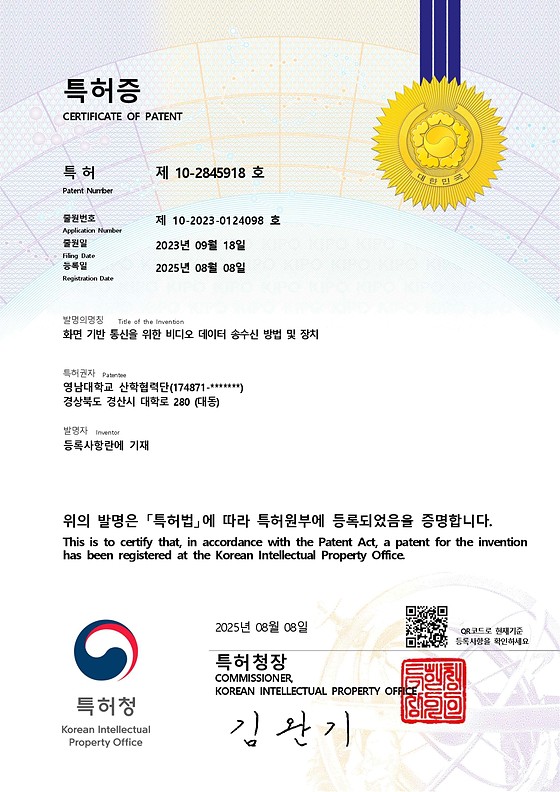 특허증
CERTIFICATE OF PATENT
대한민국
특 허 제 10-2845918 호
Patent Number
출원번호 제 10-2023-0124098 호
Application Number
출원일 2023년 09월 18일
Filing Date
등록일 2025년 08월 08일
Registration Date
발명의명칭 Title of the Invention
화면 기반 통신을 위한 비디오 데이터 송수신 방법 및 장치
특허권자 Patentee
영남대학교 산학협력단(174871-*******)
경상북도 경산시 대학로 280 (대동)
발명자 Inventor
등록사항란에 기재
위의 발명은 「특허법」에 따라 특허원부에 등록되었음을 증명합니다.
This is to certify that, in accordance with the Patent Act, a patent for the invention
has been registered at the Korean Intellectual Property Office.
2025년 08월 08일
QR코드로 현재기준
등록사항을 확인하세요
특허청장
COMMISSIONER,
KOREAN INTELLECTUAL PROPERTY OFFICE
김완기
특허청
Korean Intellectual
Property Office